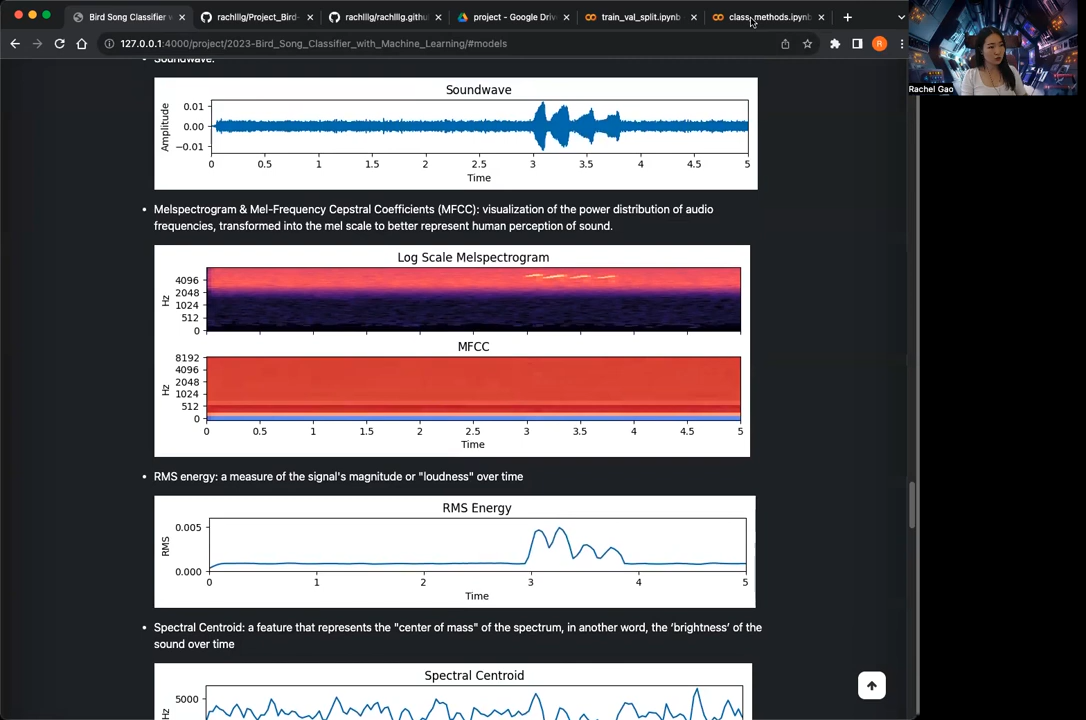 Bird Song Classifier w
rachlllg/Project_Bird-
rachlllg/rachlllg.githu
project - Google Driv
train_val_split.ipynb
class_methods.ipynb
127.0.0.1:4000/project/2023-Bird_Song_Classifier_with_Machine_Learning/#models
R
Rachel Gao
• Soundwave:
Soundwave
Amplitude
0.01
0.00
−0.01
0 0.5 1 1.5 2 2.5 3 3.5 4 4.5 5
Time
• Melspectrogram & Mel-Frequency Cepstral Coefficients (MFCC): visualization of the power distribution of audio
frequencies, transformed into the mel scale to better represent human perception of sound.
Log Scale Melspectrogram
Hz
4096
2048
1024
512
0
MFCC
Hz
8192
4096
2048
1024
512
0
0 0.5 1 1.5 2 2.5 3 3.5 4 4.5 5
Time
• RMS energy: a measure of the signal's magnitude or "loudness" over time
RMS Energy
RMS
0.005
0.000
0 1 2 3 4 5
Time
• Spectral Centroid: a feature that represents the "center of mass" of the spectrum, in another word, the ‘brightness’ of the
sound over time
Spectral Centroid
5000
Hz